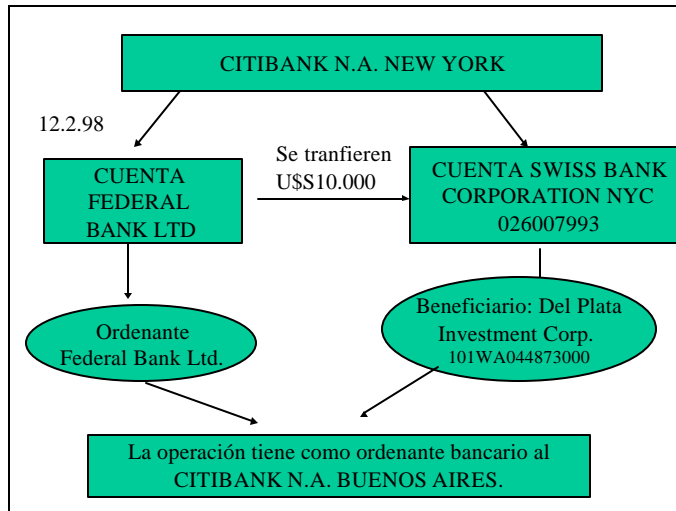 CITIBANK N.A. NEW YORK
12.2.98
CUENTA
FEDERAL
BANK LTD
Se tranfieren
U$S10.000
CUENTA SWISS BANK
CORPORATION NYC
026007993
Ordenante
Federal Bank Ltd.
Beneficiario: Del Plata
Investment Corp.
101WA044873000
La operación tiene como ordenante bancario al
CITIBANK N.A. BUENOS AIRES.